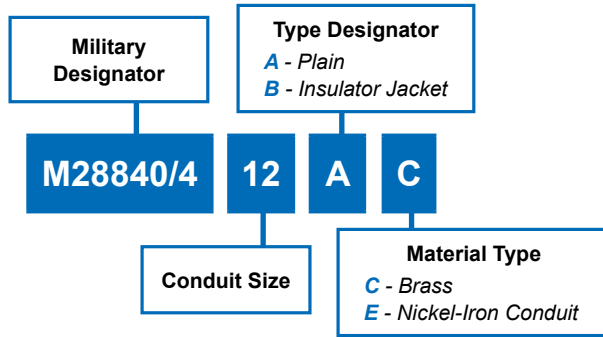 Military
Designator
Type Designator
A - Plain
B - Insulator Jacket
M28840/4 12 A C
Conduit Size
Material Type
C - Brass
E - Nickel-Iron Conduit